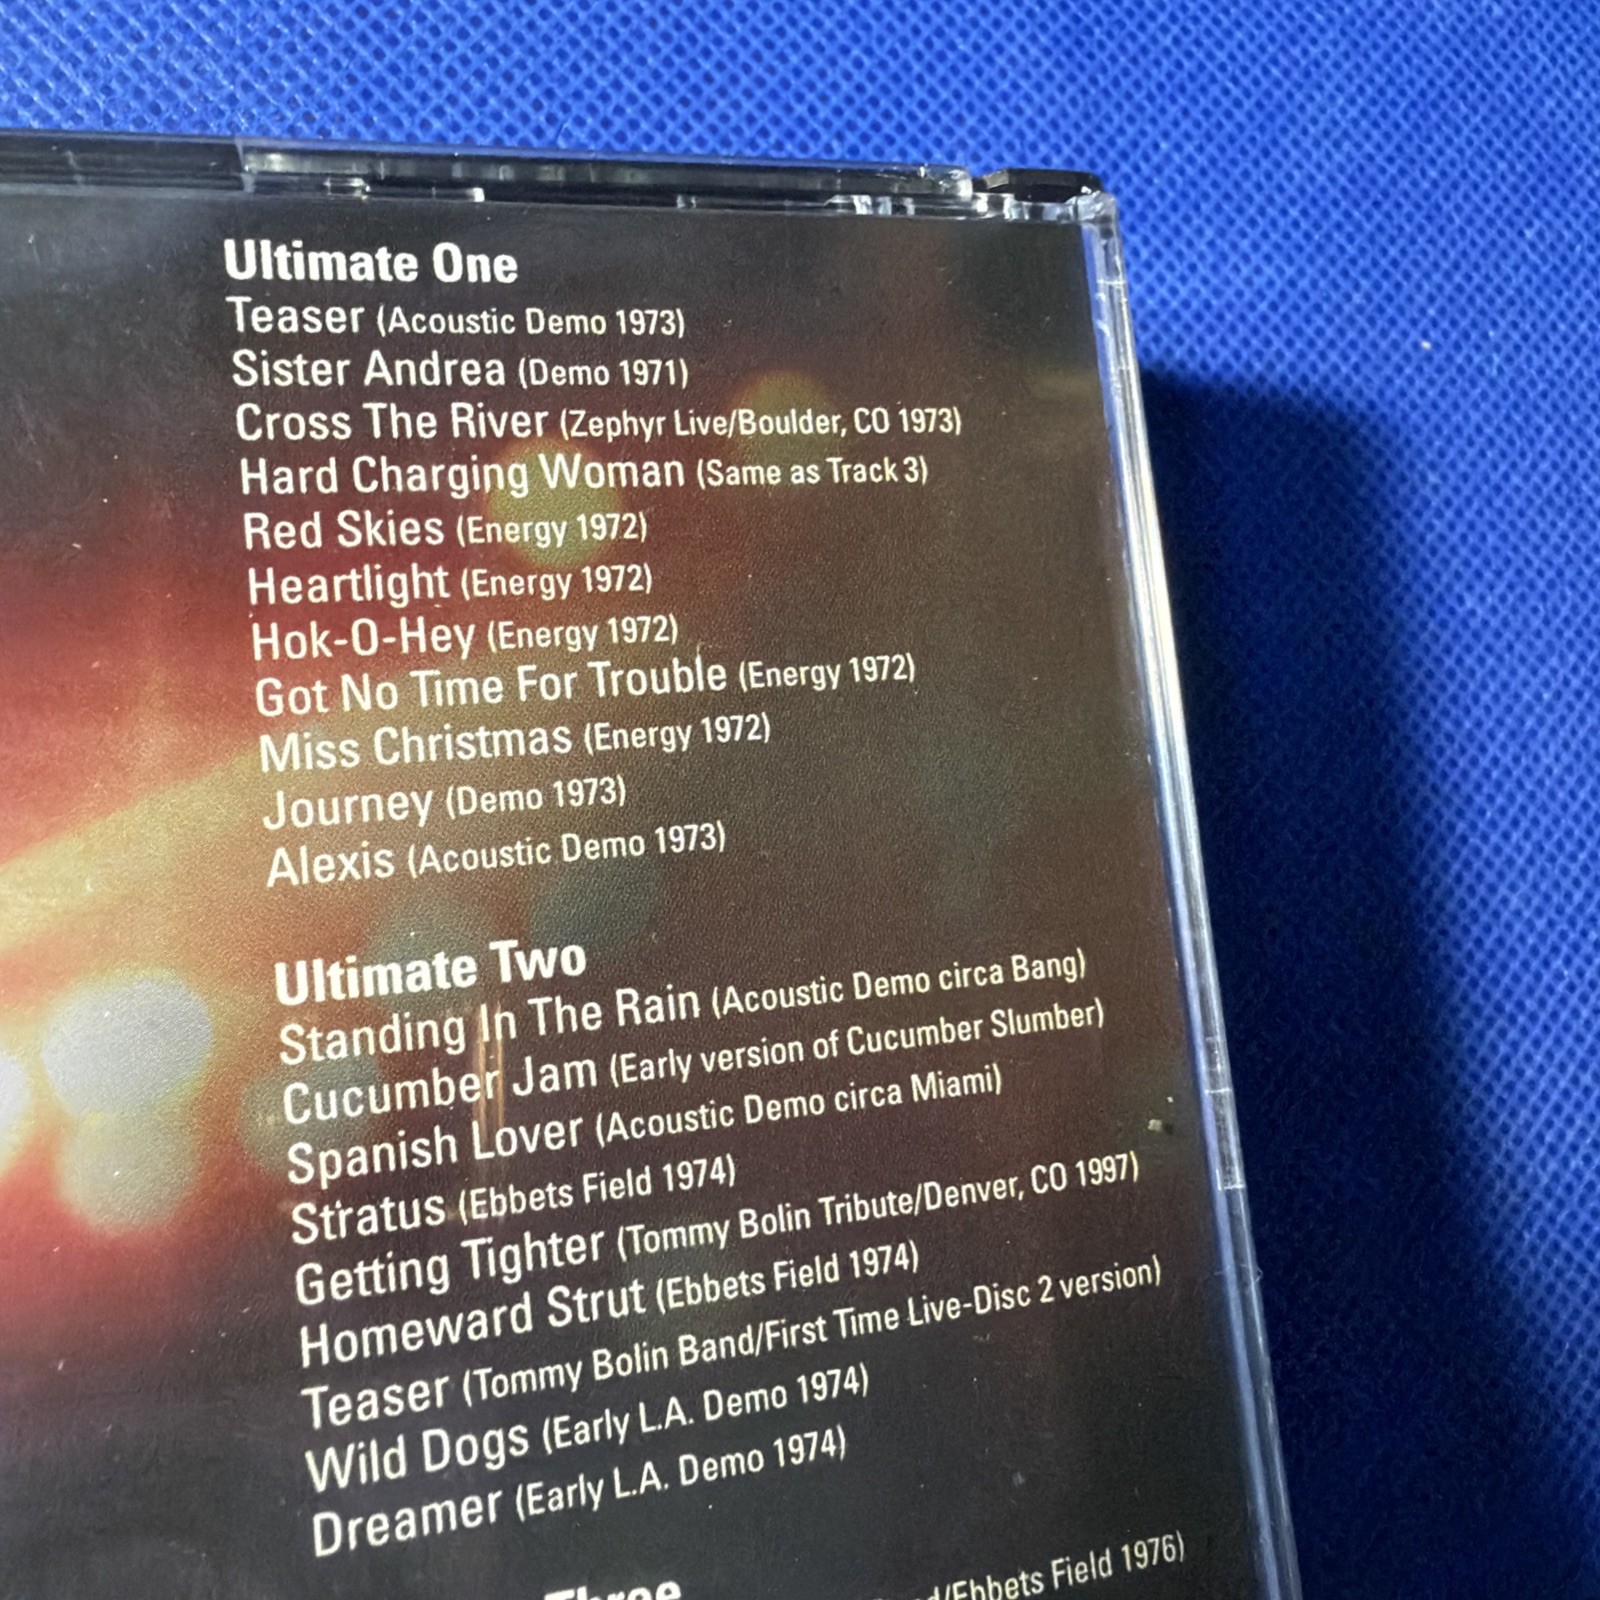 Ultimate One
Teaser (Acoustic Demo 1973)
Sister Andrea (Demo 1971)
Cross The River (Zephyr Live/Boulder, CO 1973)
Hard Charging Woman (Same as Track 3)
Red Skies (Energy 1972)
Heartlight (Energy 1972)
Hok-O-Hey (Energy 1972)
Got No Time For Trouble (Energy 1972)
Miss Christmas (Energy 1972)
Journey (Demo 1973)
Alexis (Acoustic Demo 1973)
Ultimate Two
Standing In The Rain (Acoustic Demo circa Bang)
Cucumber Jam (Early version of Cucumber Slumber)
Spanish Lover (Acoustic Demo circa Miami)
Stratus (Ebbets Field 1974)
Getting Tighter (Tommy Bolin Tribute/Denver, CO 1997)
Homeward Strut (Ebbets Field 1974)
Teaser (Tommy Bolin Band/First Time Live-Disc 2 version)
Wild Dogs (Early L.A. Demo 1974)
Dreamer (Early L.A. Demo 1974)
Three
/Ebbets Field 1976)